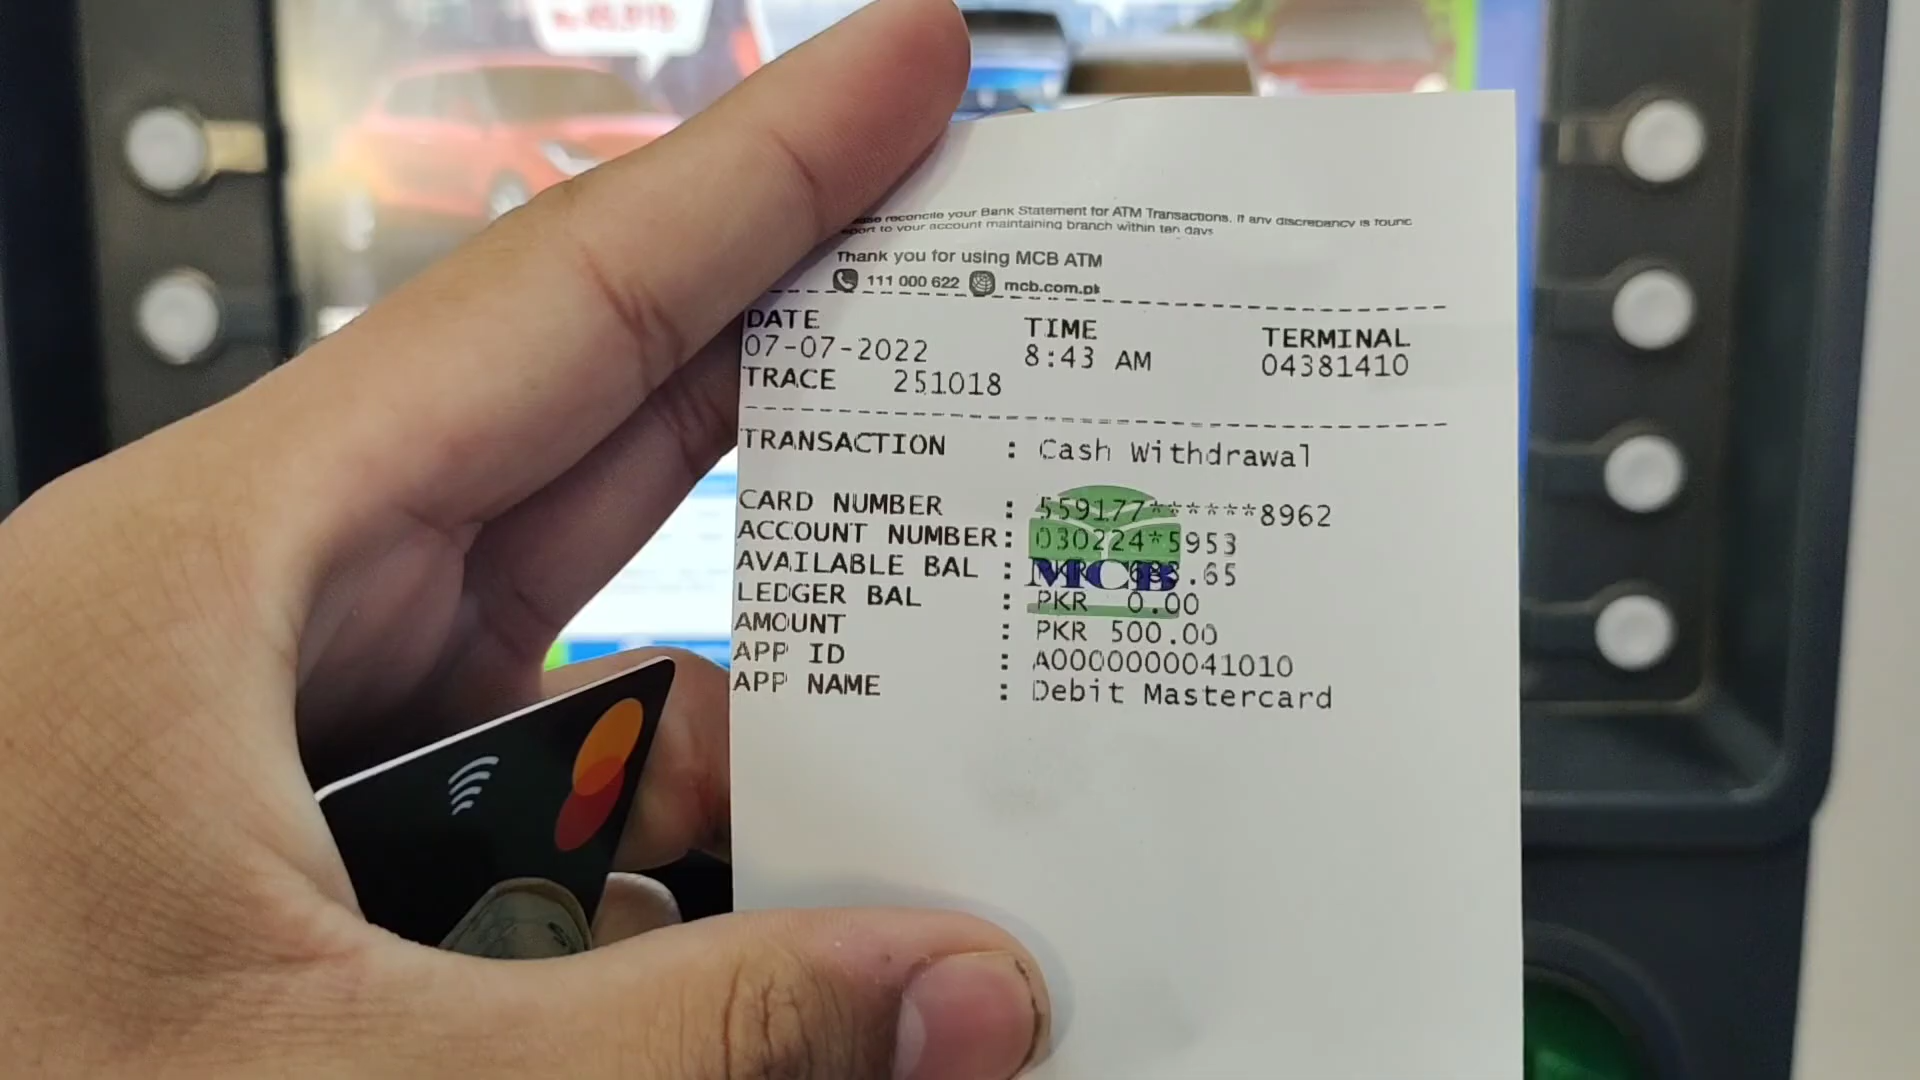 reconcile your Bank Statement for ATM Transactions. If any discrepancy is found
to your account maintaining branch within ten days
Thank you for using MCB ATM
111 000 622 mcb.com.pk
DATE TIME TERMINAL
07-07-2022 8:43 AM 04381410
TRACE 251018
TRANSACTION : Cash Withdrawal
CARD NUMBER : 559177******8962
ACCOUNT NUMBER: 030224*5953
AVAILABLE BAL : PKR .65
MCB
LEDGER BAL : PKR 0.00
AMOUNT : PKR 500.00
APP ID : A0000000041010
APP NAME : Debit Mastercard